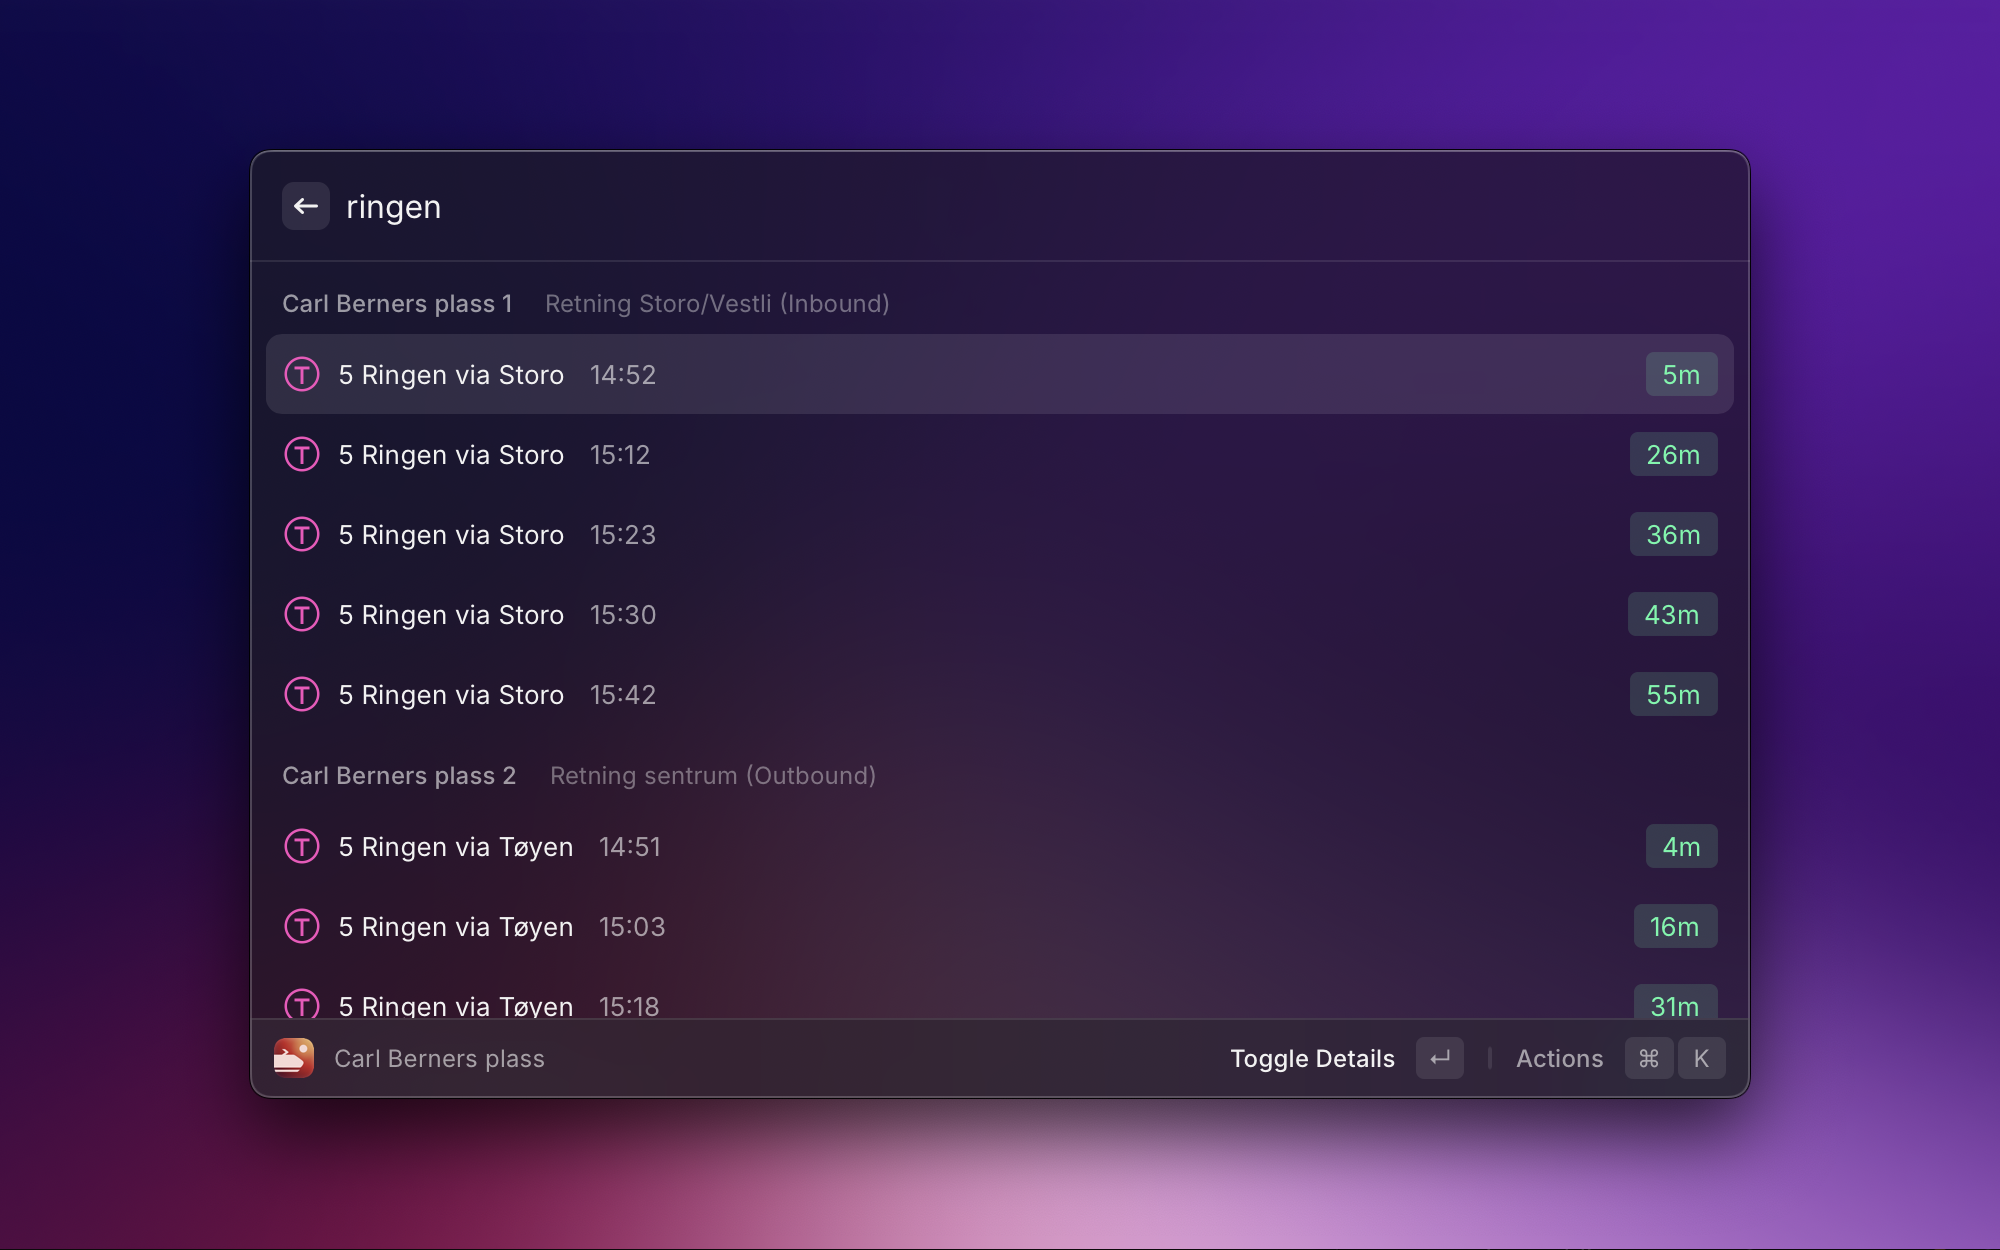 ringen
Carl Berners plass 1 Retning Storo/Vestli (Inbound)
T 5 Ringen via Storo 14:52 5m
T 5 Ringen via Storo 15:12 26m
T 5 Ringen via Storo 15:23 36m
T 5 Ringen via Storo 15:30 43m
T 5 Ringen via Storo 15:42 55m
Carl Berners plass 2 Retning sentrum (Outbound)
T 5 Ringen via Tøyen 14:51 4m
T 5 Ringen via Tøyen 15:03 16m
T 5 Ringen via Tøyen 15:18 31m
Carl Berners plass Toggle Details ↵ Actions ⌘ K